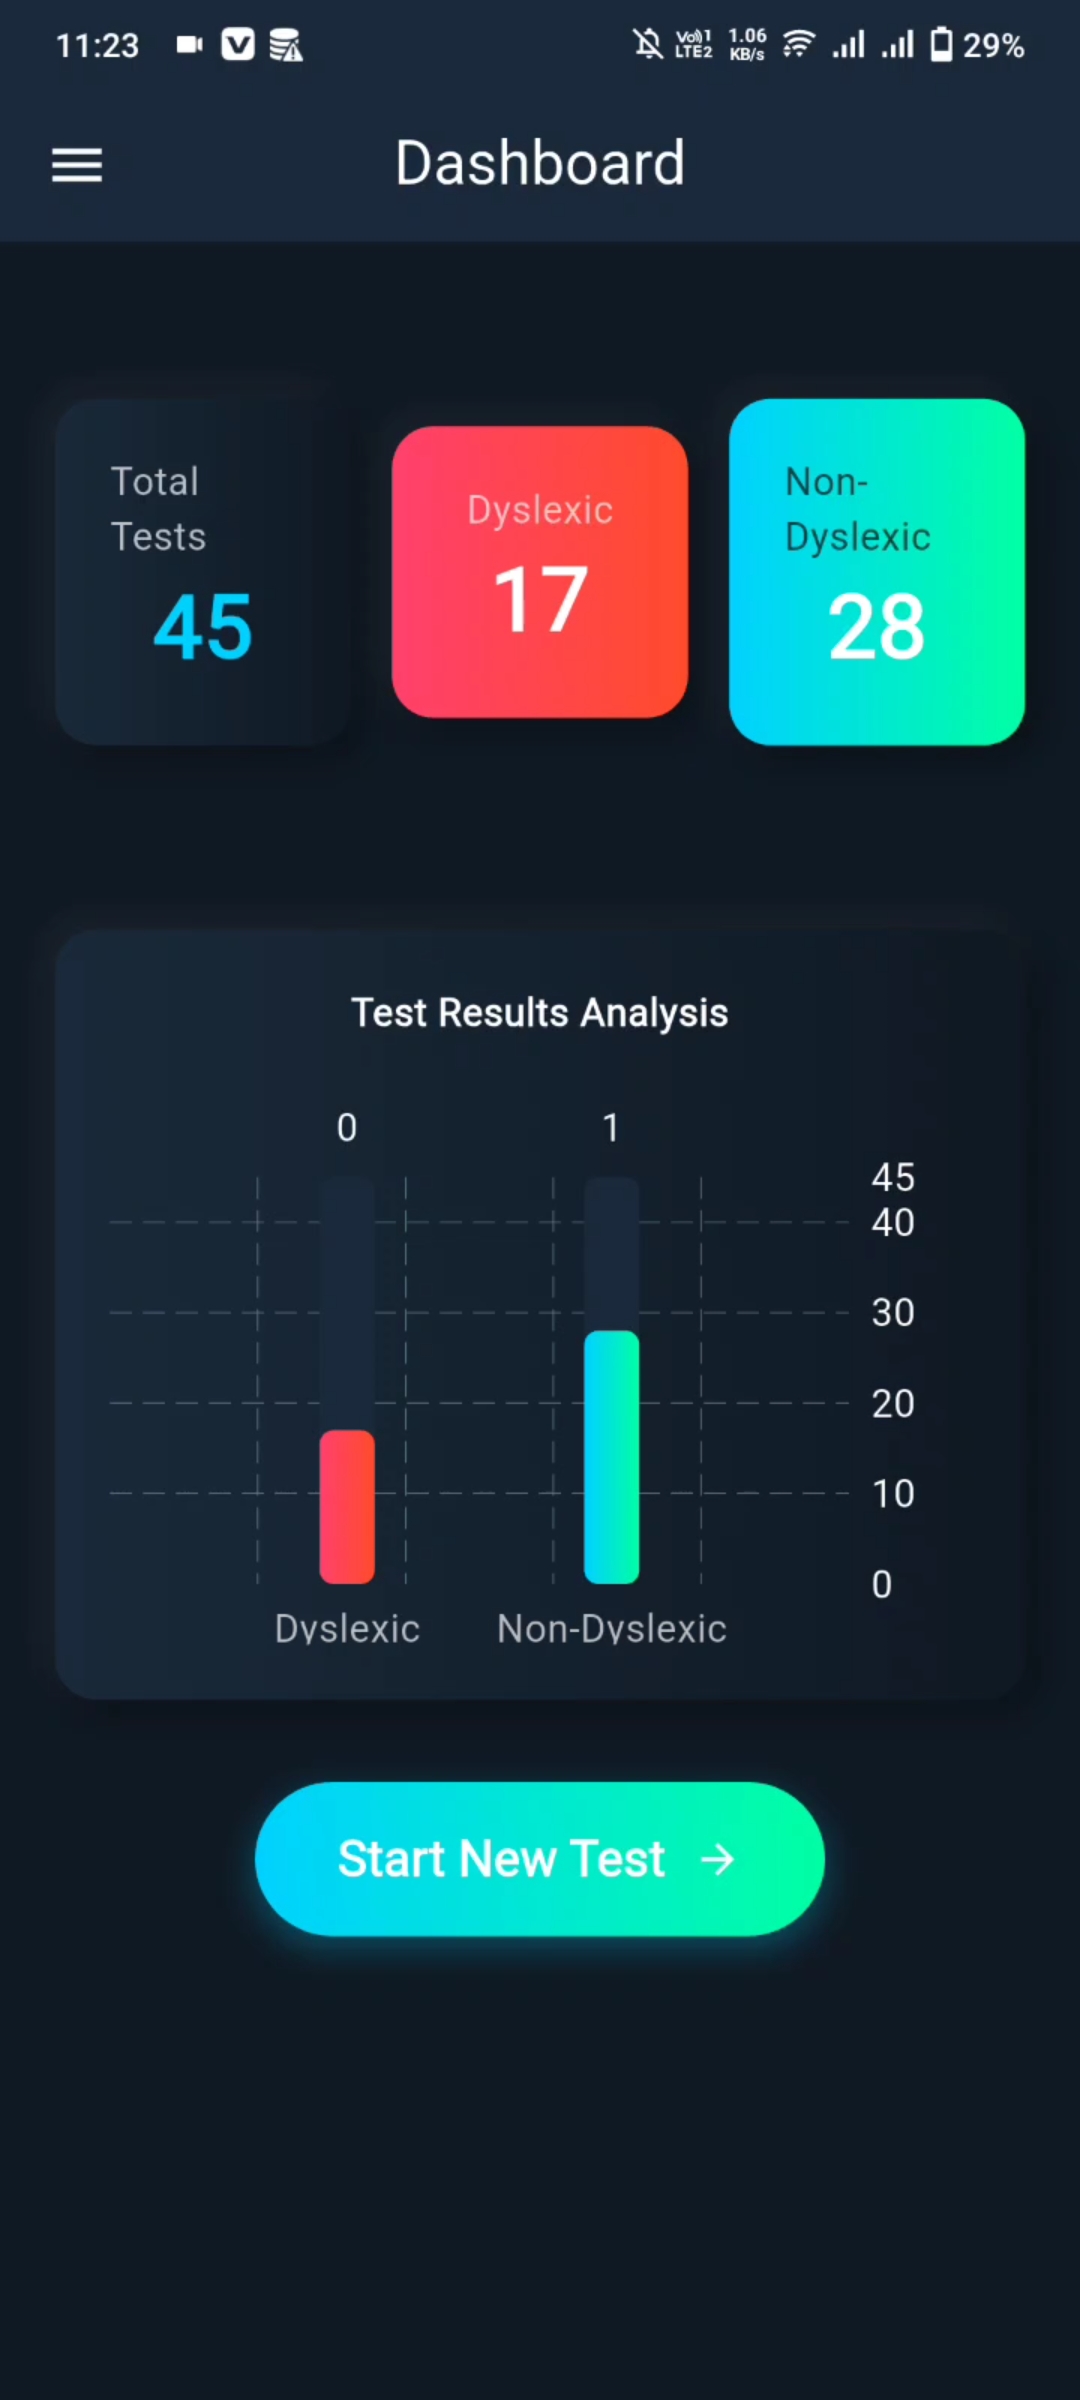 11:23 V Vo))1 LTE2 1.06 KB/s 29%
Dashboard
Total
Tests
45
Dyslexic
17
Non-
Dyslexic
28
Test Results Analysis
0 1
45
40
30
20
10
0
Dyslexic Non-Dyslexic
Start New Test →